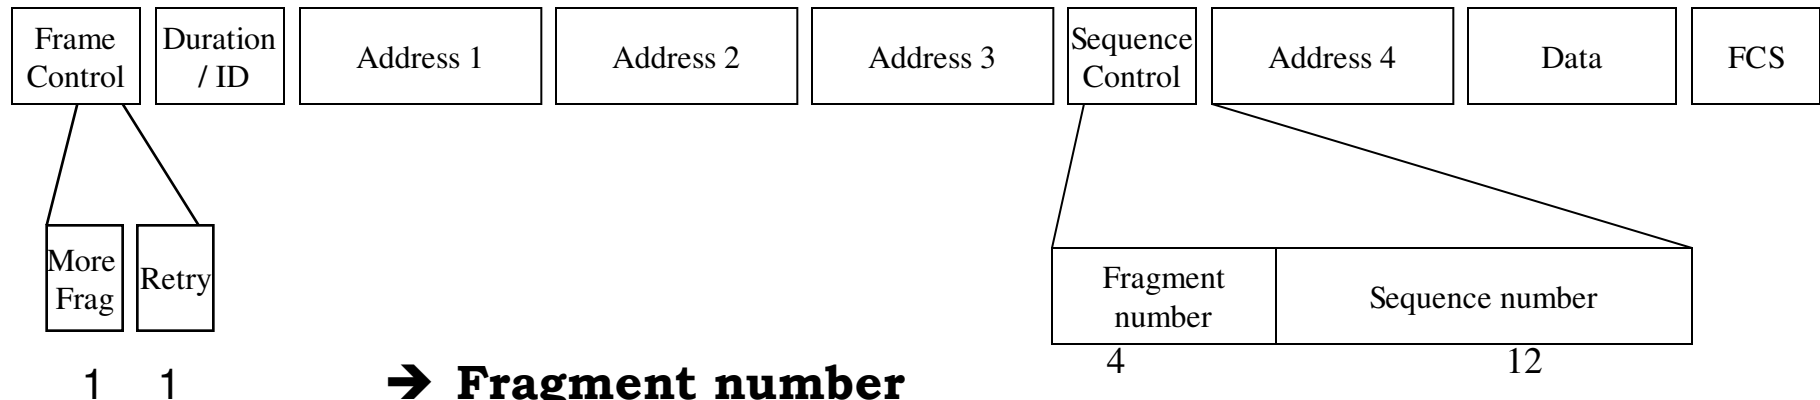 Frame
Control
Duration
/ ID
Address 1
Address 2
Address 3
Sequence
Control
Address 4
Data
FCS
More
Frag
Retry
Fragment
number
Sequence number
4
12
1
1
➔ Fragment number